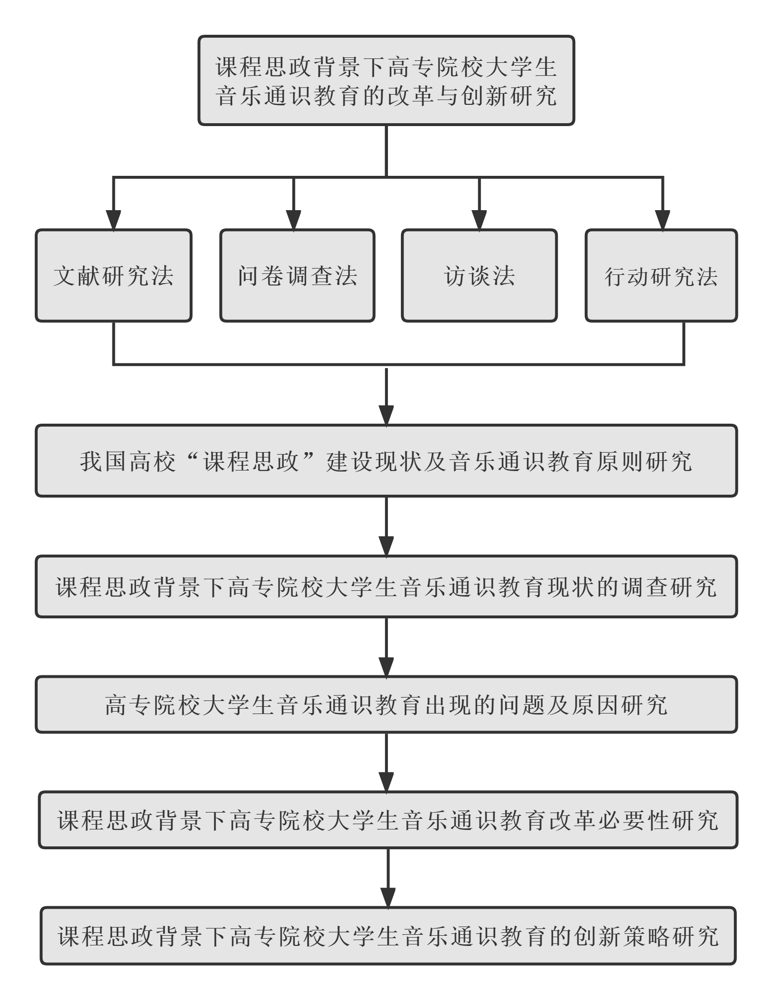 课程思政背景下高专院校大学生
音乐通识教育的改革与创新研究
文献研究法
问卷调查法
访谈法
行动研究法
我国高校“课程思政”建设现状及音乐通识教育原则研究
课程思政背景下高专院校大学生音乐通识教育现状的调查研究
高专院校大学生音乐通识教育出现的问题及原因研究
课程思政背景下高专院校大学生音乐通识教育改革必要性研究
课程思政背景下高专院校大学生音乐通识教育的创新策略研究